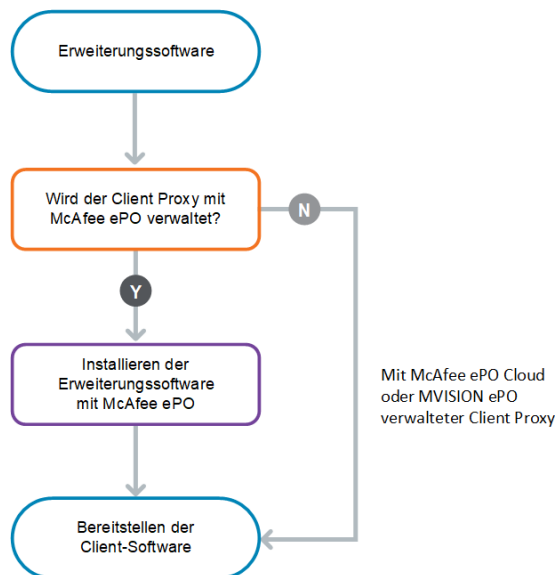 Erweiterungssoftware
Wird der Client Proxy mit
McAfee ePO verwaltet?
N
Y
Installieren der
Erweiterungssoftware
mit McAfee ePO
Mit McAfee ePO Cloud
oder MVISION ePO
verwalteter Client Proxy
Bereitstellen der
Client-Software